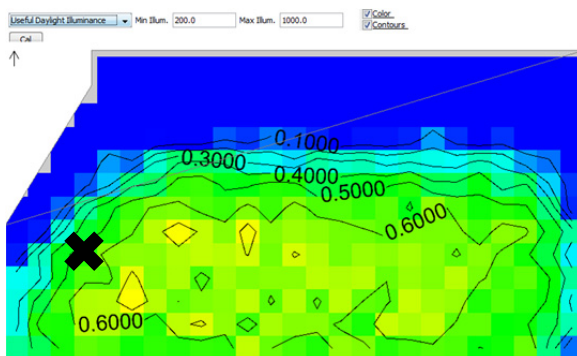 Useful Daylight Illuminance Min Illum. 200.0 Max Illum. 1000.0 Color
Contours
Cal
0.1000
0.3000
0.4000
0.5000
0.6000
0.6000